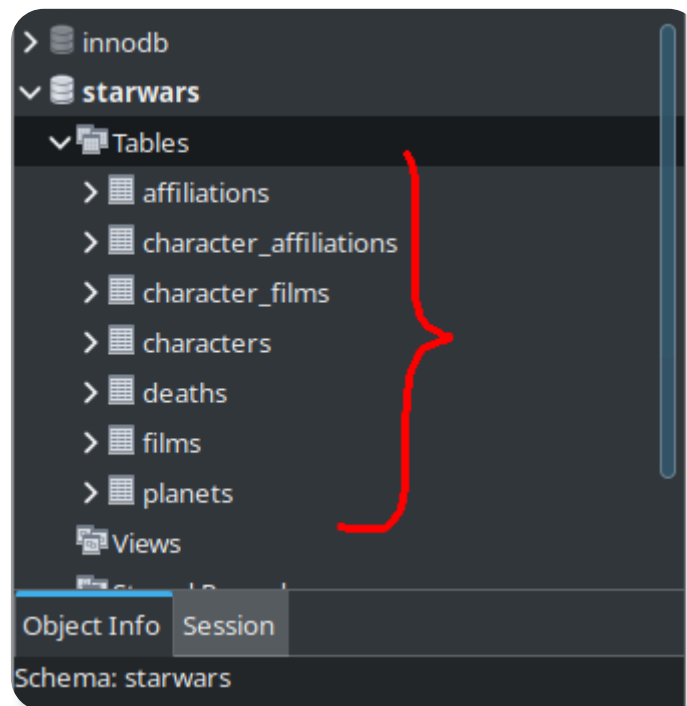 innodb
starwars
Tables
affiliations
character_affiliations
character_films
characters
deaths
films
planets
Views
Object Info Session
Schema: starwars